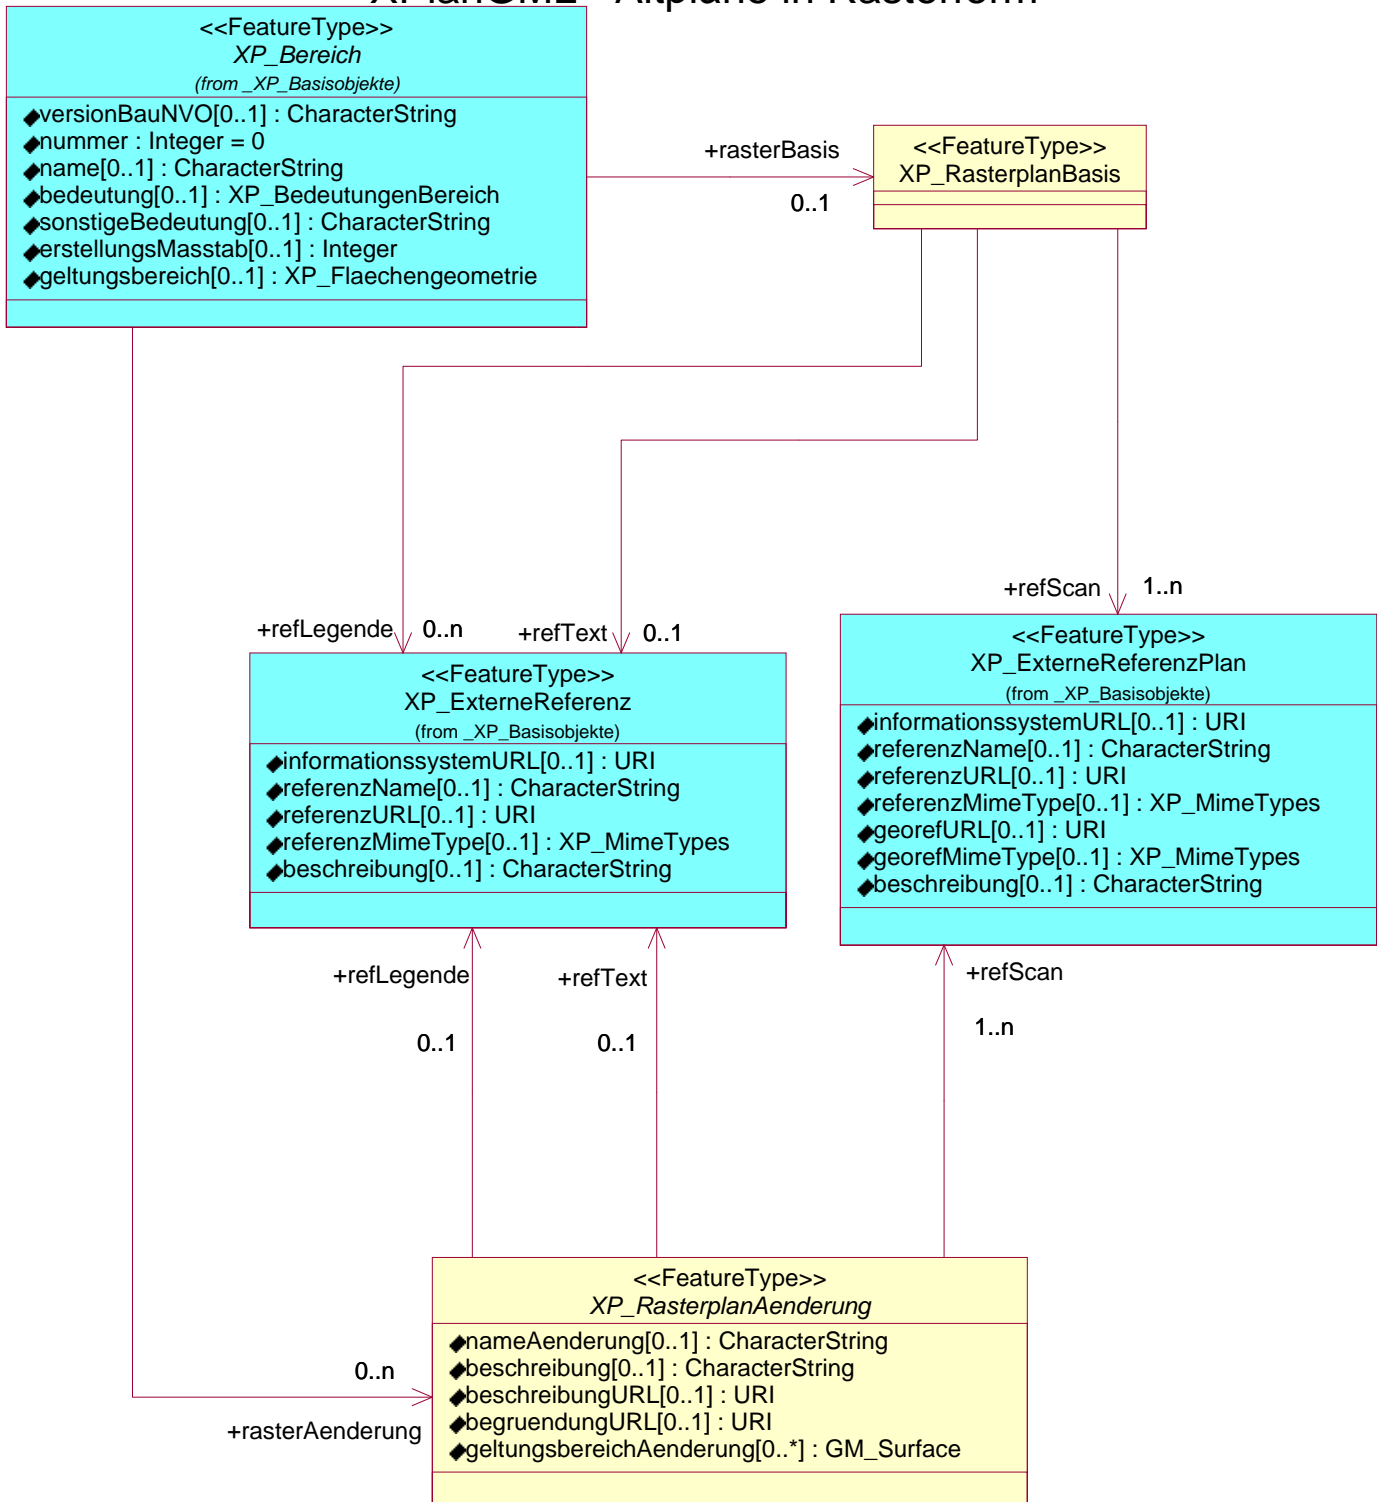 <<FeatureType>>
XP_Bereich
(from _XP_Basisobjekte)
versionBauNVO[0..1] : CharacterString
nummer : Integer = 0
name[0..1] : CharacterString
bedeutung[0..1] : XP_BedeutungenBereich
sonstigeBedeutung[0..1] : CharacterString
erstellungsMasstab[0..1] : Integer
geltungsbereich[0..1] : XP_Flaechengeometrie
+rasterBasis
0..1
<<FeatureType>>
XP_RasterplanBasis
+refLegende
0..n
+refText
0..1
+refScan
1..n
<<FeatureType>>
XP_ExterneReferenz
(from _XP_Basisobjekte)
informationssystemURL[0..1] : URI
referenzName[0..1] : CharacterString
referenzURL[0..1] : URI
referenzMimeType[0..1] : XP_MimeTypes
beschreibung[0..1] : CharacterString
<<FeatureType>>
XP_ExterneReferenzPlan
(from _XP_Basisobjekte)
informationssystemURL[0..1] : URI
referenzName[0..1] : CharacterString
referenzURL[0..1] : URI
referenzMimeType[0..1] : XP_MimeTypes
georefURL[0..1] : URI
georefMimeType[0..1] : XP_MimeTypes
beschreibung[0..1] : CharacterString
+refLegende
0..1
+refText
0..1
+refScan
1..n
<<FeatureType>>
XP_RasterplanAenderung
nameAenderung[0..1] : CharacterString
beschreibung[0..1] : CharacterString
beschreibungURL[0..1] : URI
begruendungURL[0..1] : URI
geltungsbereichAenderung[0..*] : GM_Surface
0..n
+rasterAenderung